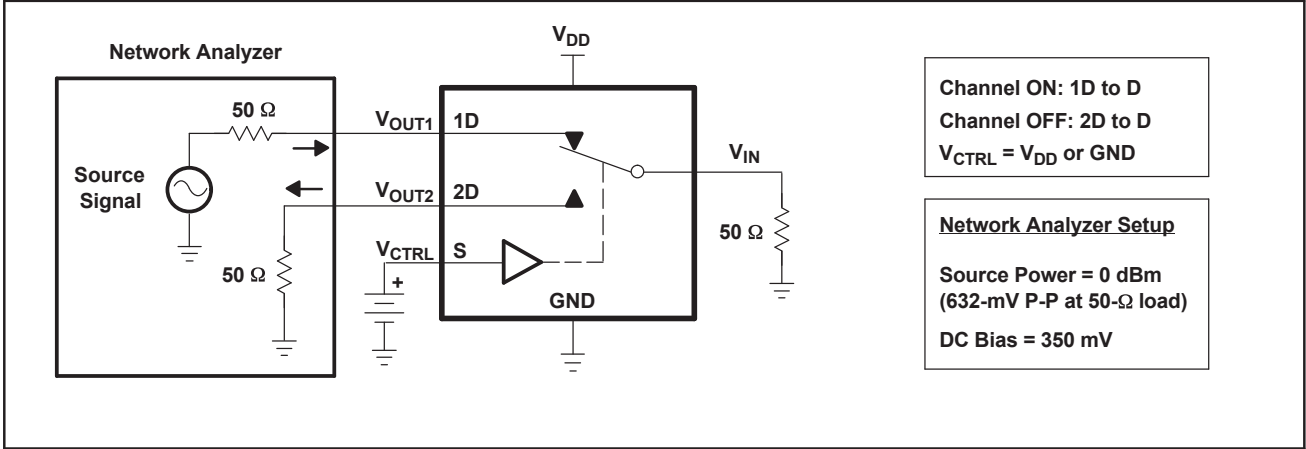 Network Analyzer
50 Ω
Source
Signal
50 Ω
V_OUT1
1D
V_OUT2
2D
V_CTRL
S
+
V_DD
GND
V_IN
50 Ω
Channel ON: 1D to D
Channel OFF: 2D to D
V_CTRL = V_DD or GND
Network Analyzer Setup
Source Power = 0 dBm
(632-mV P-P at 50-Ω load)
DC Bias = 350 mV